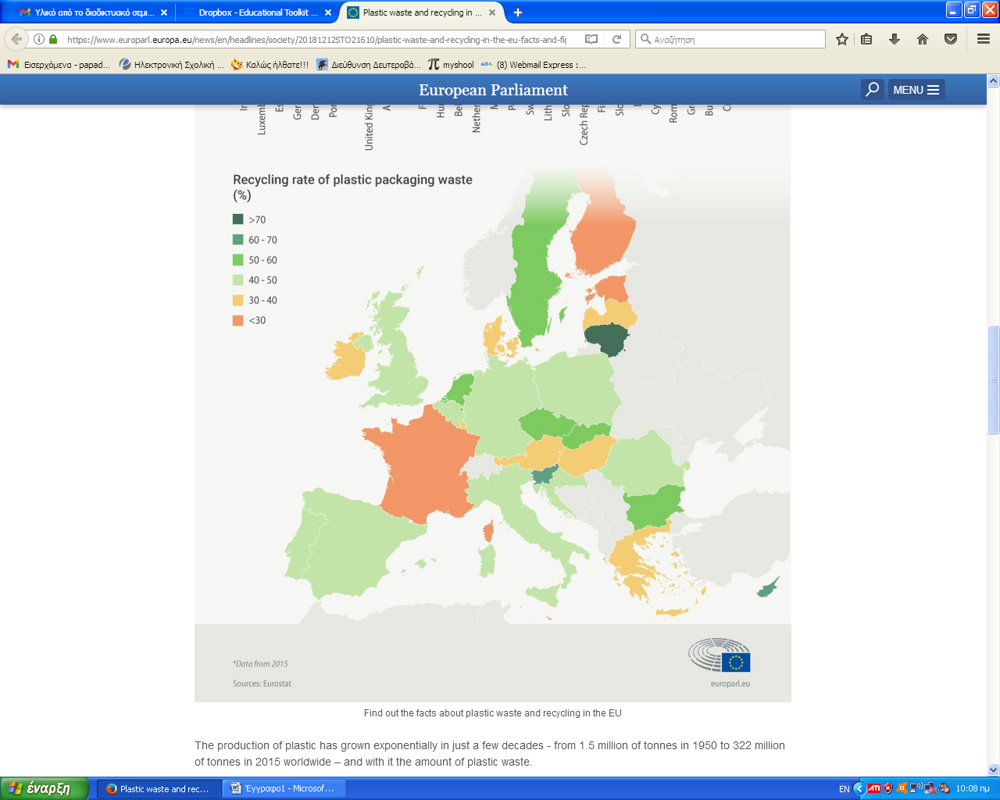 Υλικό από το διαδικτυακό σεμι...
Dropbox - Educational Toolkit ...
Plastic waste and recycling in ...
https://www.europarl.europa.eu/news/en/headlines/society/20181212STO21610/plastic-waste-and-recycling-in-the-eu-facts-and-fig
Αναζήτηση
Εισερχόμενα - papad...
Ηλεκτρονική Σχολική ...
Καλώς ήλθατε!!!
Διεύθυνση Δευτεροβά...
myshool
(8) Webmail Express :...
European Parliament
MENU
Luxemb
Es
Ger
Den
Por
United King
A
F
Hun
Bel
Nether
M
P
Sw
Lith
Slo
Czech Rep
Fi
Slo
Cy
Rom
Gr
Bu
C
Recycling rate of plastic packaging waste
(%)
>70
60 - 70
50 - 60
40 - 50
30 - 40
<30
*Data from 2015
Sources: Eurostat
europarl.eu
Find out the facts about plastic waste and recycling in the EU
The production of plastic has grown exponentially in just a few decades - from 1.5 million of tonnes in 1950 to 322 million
of tonnes in 2015 worldwide – and with it the amount of plastic waste.
έναρξη
Plastic waste and rec...
Έγγραφο1 - Microsof...
EN
10:08 πμ